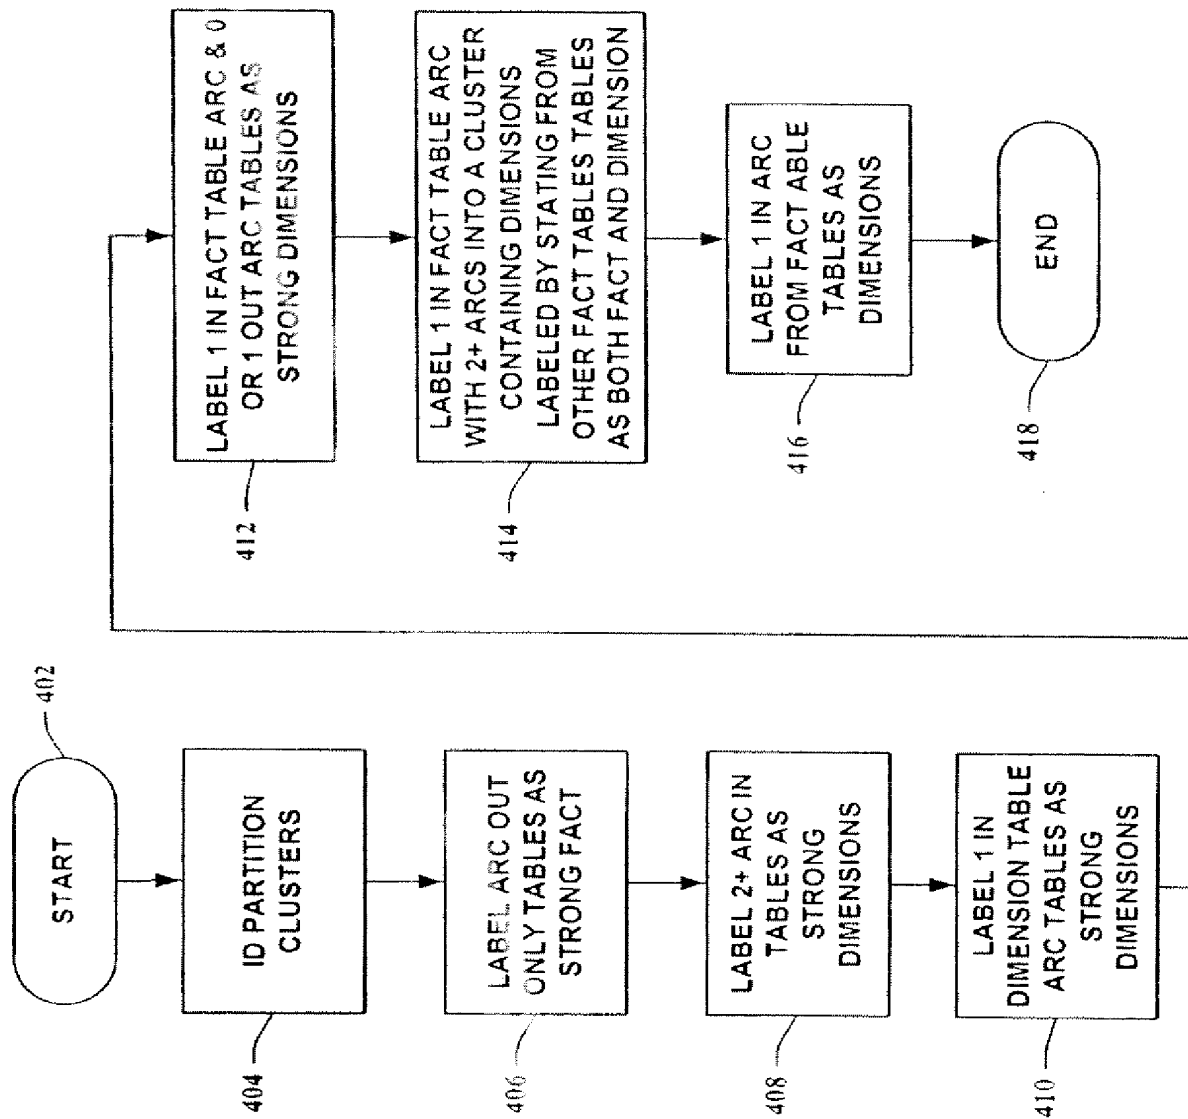 START
402
ID PARTITION
CLUSTERS
404
LABEL ARC OUT
ONLY TABLES AS
STRONG FACT
406
LABEL 2+ ARC IN
TABLES AS
STRONG
DIMENSIONS
408
LABEL 1 IN
DIMENSION TABLE
ARC TABLES AS
STRONG
DIMENSIONS
410
LABEL 1 IN FACT TABLE ARC & 0
OR 1 OUT ARC TABLES AS
STRONG DIMENSIONS
412
LABEL 1 IN FACT TABLE ARC
WITH 2+ ARCS INTO A CLUSTER
CONTAINING DIMENSIONS
LABELED BY STATING FROM
OTHER FACT TABLES TABLES
AS BOTH FACT AND DIMENSION
414
LABEL 1 IN ARC
FROM FACT ABLE
TABLES AS
DIMENSIONS
416
END
418